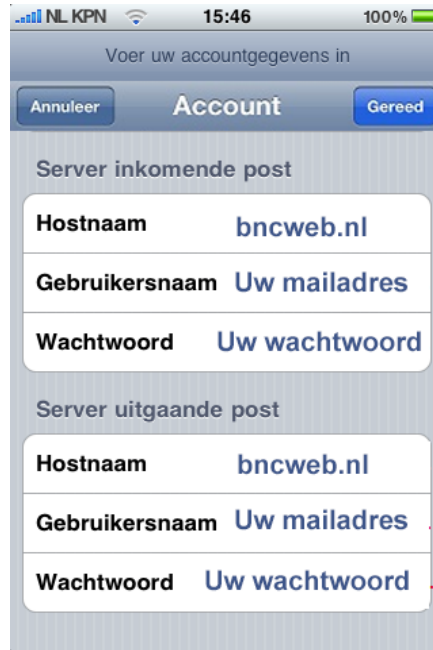 NL KPN 15:46 100%
Voer uw accountgegevens in
Annuleer Account Gereed
Server inkomende post
Hostnaam bncweb.nl
Gebruikersnaam Uw mailadres
Wachtwoord Uw wachtwoord
Server uitgaande post
Hostnaam bncweb.nl
Gebruikersnaam Uw mailadres
Wachtwoord Uw wachtwoord